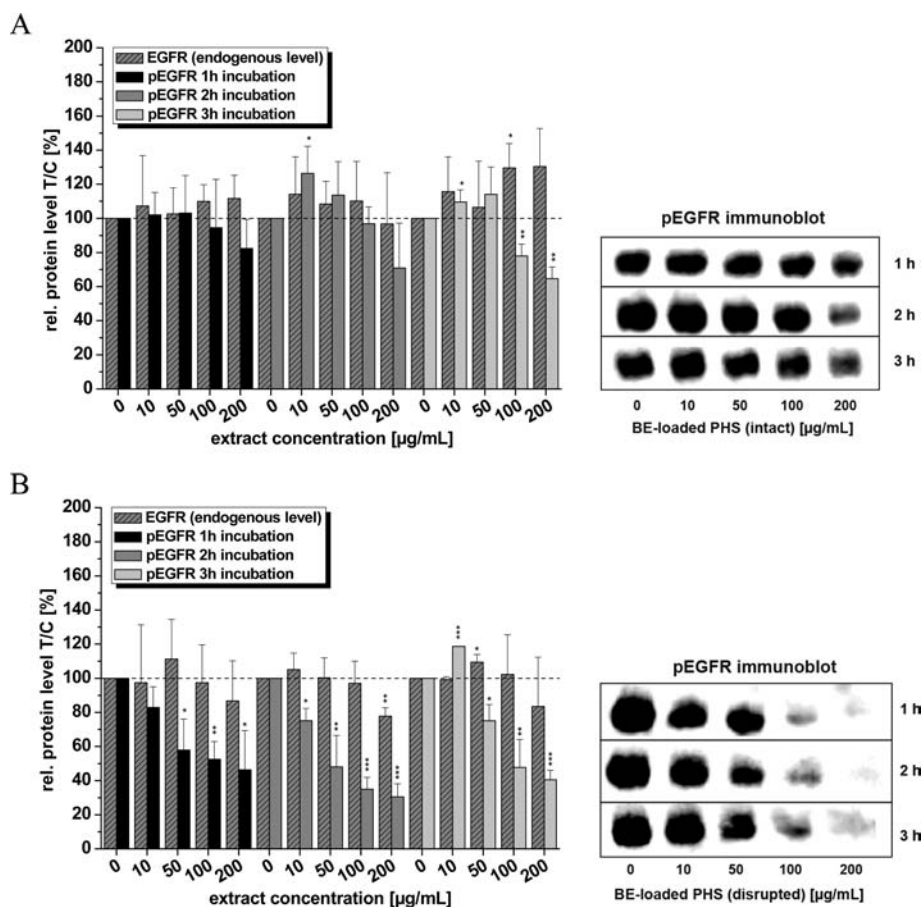 A
rel. protein level T/C [%]
200
180
160
140
120
100
80
60
40
20
0
EGFR (endogenous level)
pEGFR 1h incubation
pEGFR 2h incubation
pEGFR 3h incubation
* * * ** **
0 10 50 100 200 0 10 50 100 200 0 10 50 100 200
extract concentration [µg/mL]
pEGFR immunoblot
1 h
2 h
3 h
0 10 50 100 200
BE-loaded PHS (intact) [µg/mL]
B
rel. protein level T/C [%]
200
180
160
140
120
100
80
60
40
20
0
EGFR (endogenous level)
pEGFR 1h incubation
pEGFR 2h incubation
pEGFR 3h incubation
* ** * * ** *** ** *** *** * * ** ***
0 10 50 100 200 0 10 50 100 200 0 10 50 100 200
extract concentration [µg/mL]
pEGFR immunoblot
1 h
2 h
3 h
0 10 50 100 200
BE-loaded PHS (disrupted) [µg/mL]